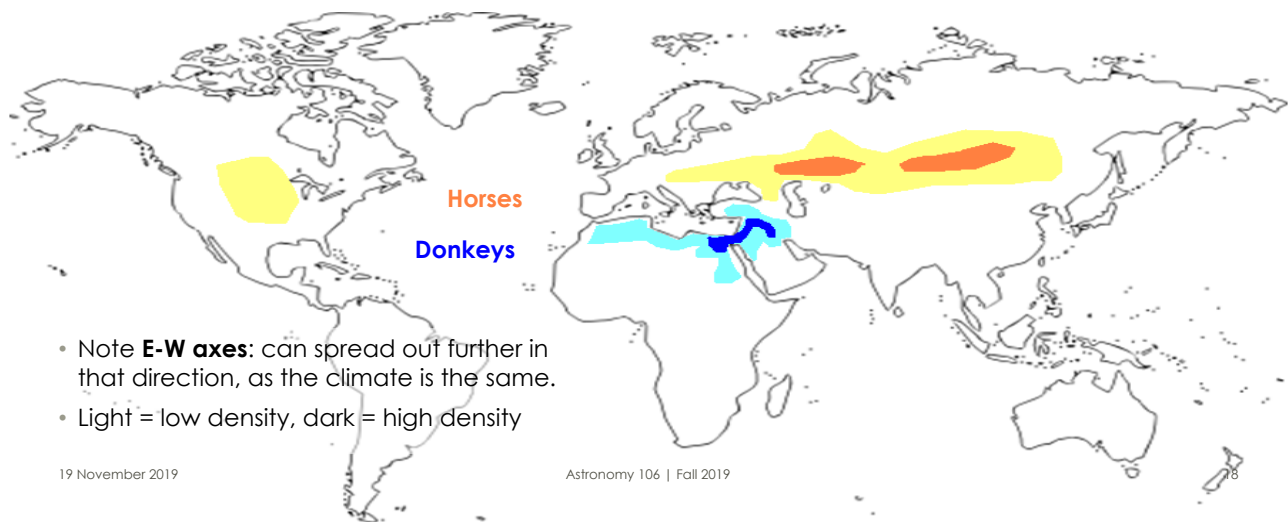 Horses
Donkeys
• Note E-W axes: can spread out further in
that direction, as the climate is the same.
• Light = low density, dark = high density
19 November 2019
Astronomy 106 | Fall 2019
18